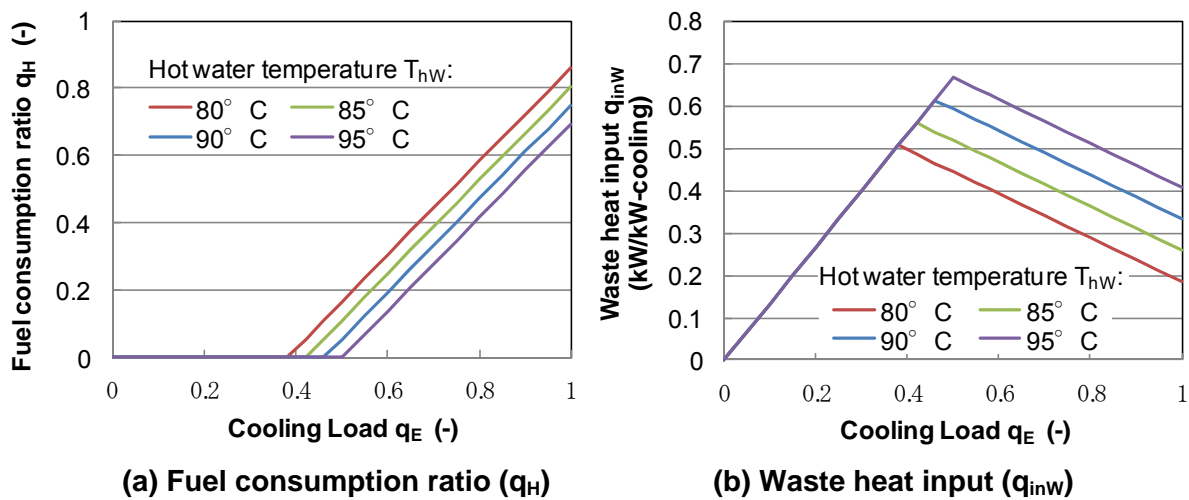 Fuel consumption ratio qH (-)
1
0.8
0.6
0.4
0.2
0
Hot water temperature ThW:
80° C 85° C
90° C 95° C
0 0.2 0.4 0.6 0.8 1
Cooling Load qE (-)
(a) Fuel consumption ratio (qH)
Waste heat input qinW
(kW/kW-cooling)
0.8
0.7
0.6
0.5
0.4
0.3
0.2
0.1
0
Hot water temperature ThW:
80° C 85° C
90° C 95° C
0 0.2 0.4 0.6 0.8 1
Cooling Load qE (-)
(b) Waste heat input (qinW)